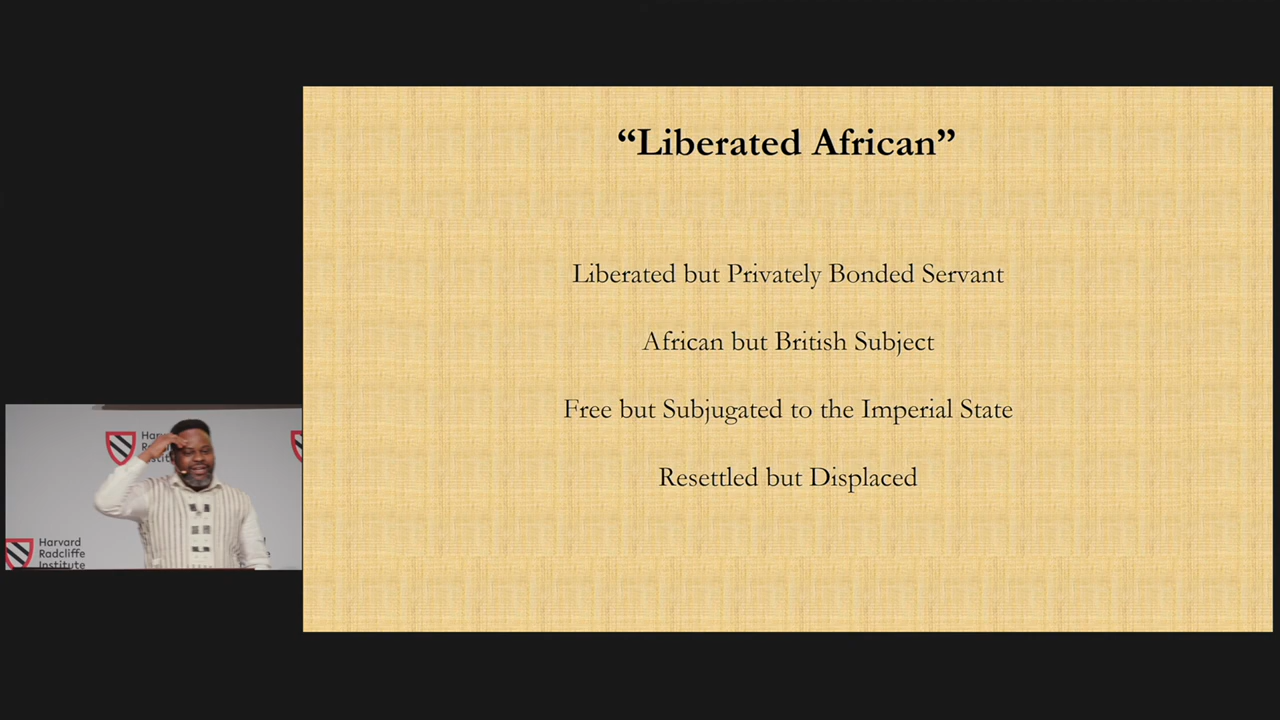 “Liberated African”
Liberated but Privately Bonded Servant
African but British Subject
Free but Subjugated to the Imperial State
Resettled but Displaced
Harvard
Radcliffe
Institute